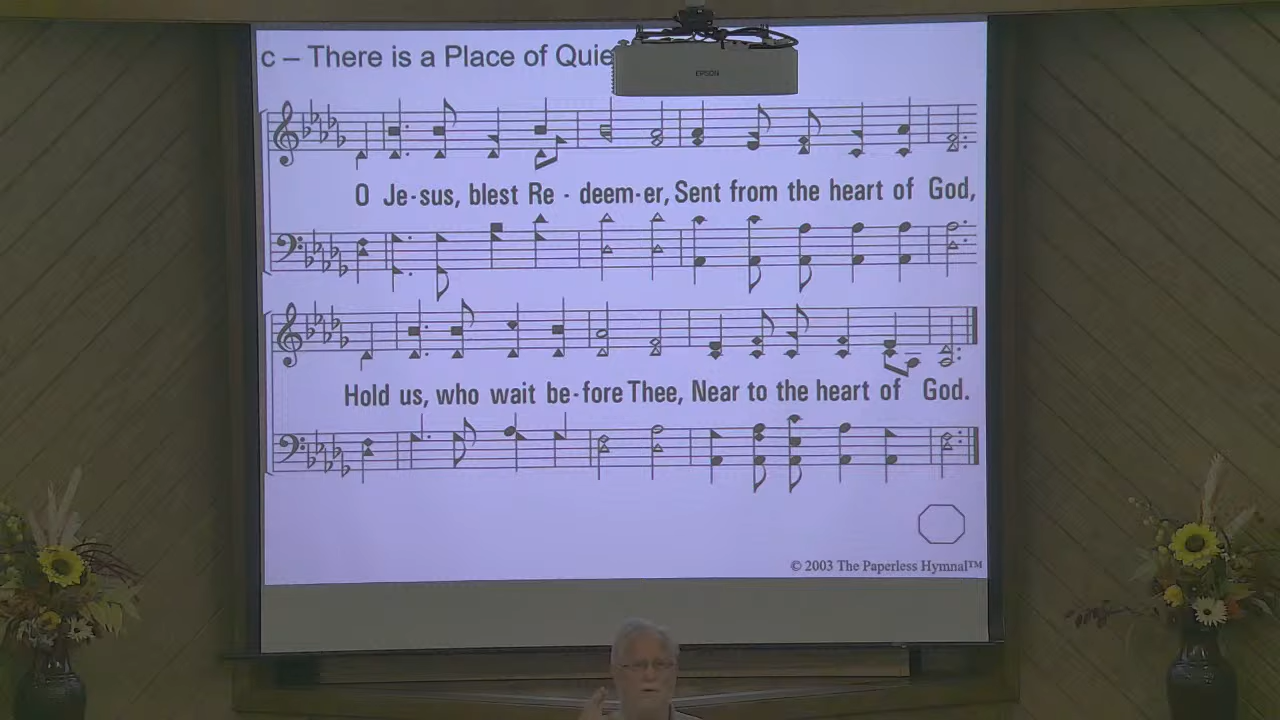 c – There is a Place of Quie
EPSON
O Je-sus, blest Re - deem-er, Sent from the heart of God,
Hold us, who wait be-fore Thee, Near to the heart of God.
© 2003 The Paperless Hymnal™